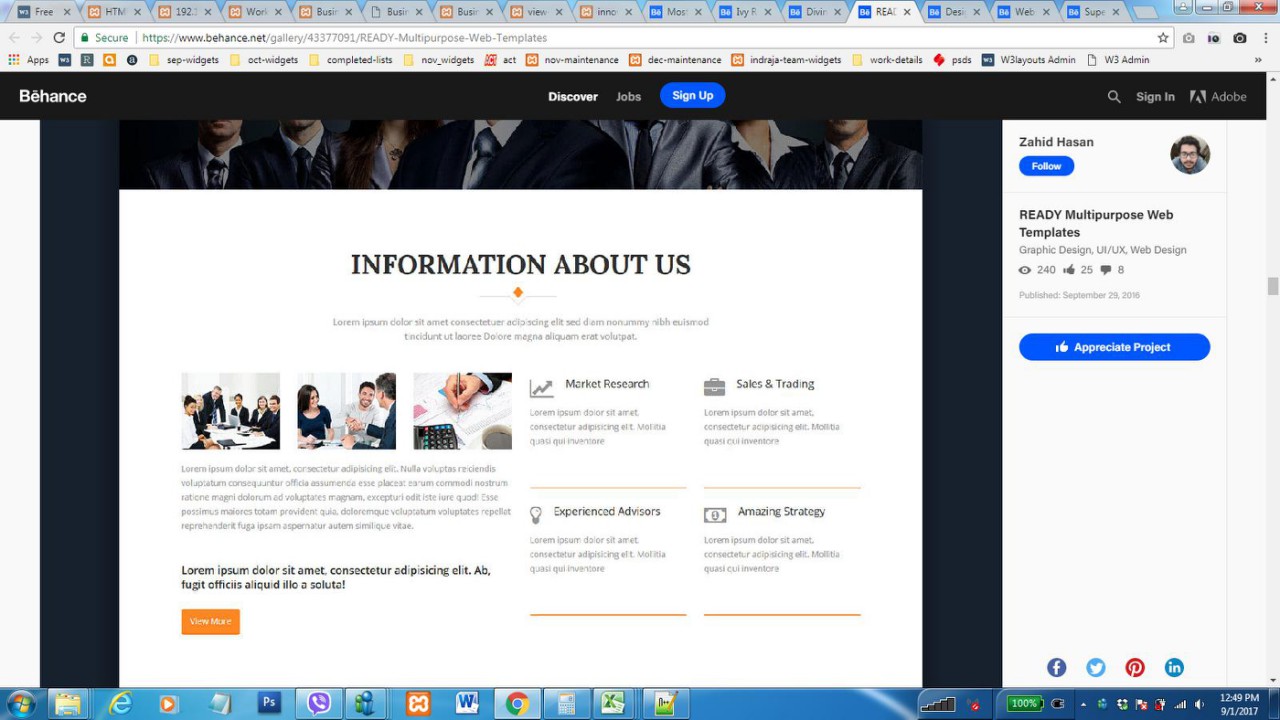 Free
HTM
192.1
Work
Busin
Busin
Busin
view-
inno
Most
Ivy R
Divin
READ
Desi
Web
Supe
Secure
https://www.behance.net/gallery/43377091/READY-Multipurpose-Web-Templates
Apps
sep-widgets
oct-widgets
completed-lists
nov_widgets
act
nov-maintenance
dec-maintenance
indraja-team-widgets
work-details
psds
W3layouts Admin
W3 Admin
»
Bēhance
Discover
Jobs
Sign Up
Sign In
Adobe
Zahid Hasan
Follow
READY Multipurpose Web
Templates
Graphic Design, UI/UX, Web Design
240 25 8
Published: September 29, 2016
Appreciate Project
INFORMATION ABOUT US
Lorem ipsum dolor sit amet consectetuer adipiscing elit sed diam nonummy nibh euismod
tincidunt ut laoree Dolore magna aliquam erat volutpat.
Market Research
Lorem ipsum dolor sit amet,
consectetur adipisicing elit. Mollitia
quasi qui inventore
Sales & Trading
Lorem ipsum dolor sit amet,
consectetur adipisicing elit. Mollitia
quasi qui inventore
Lorem ipsum dolor sit amet, consectetur adipisicing elit. Nulla voluptas reiciendis
voluptatum consequuntur officia assumenda esse placeat earum commodi nostrum
ratione magni dolorum ad voluptates magnam, excepturi odit iste iure quod! Esse
possimus maiores totam provident quia, doloremque voluptatum voluptates repellat
reprehenderit fuga ipsam aspernatur autem similique vitae.
Experienced Advisors
Lorem ipsum dolor sit amet,
consectetur adipisicing elit. Mollitia
quasi qui inventore
Amazing Strategy
Lorem ipsum dolor sit amet,
consectetur adipisicing elit. Mollitia
quasi qui inventore
Lorem ipsum dolor sit amet, consectetur adipisicing elit. Ab,
fugit officiis aliquid illo a soluta!
View More
Ps
100%
12:49 PM
9/1/2017